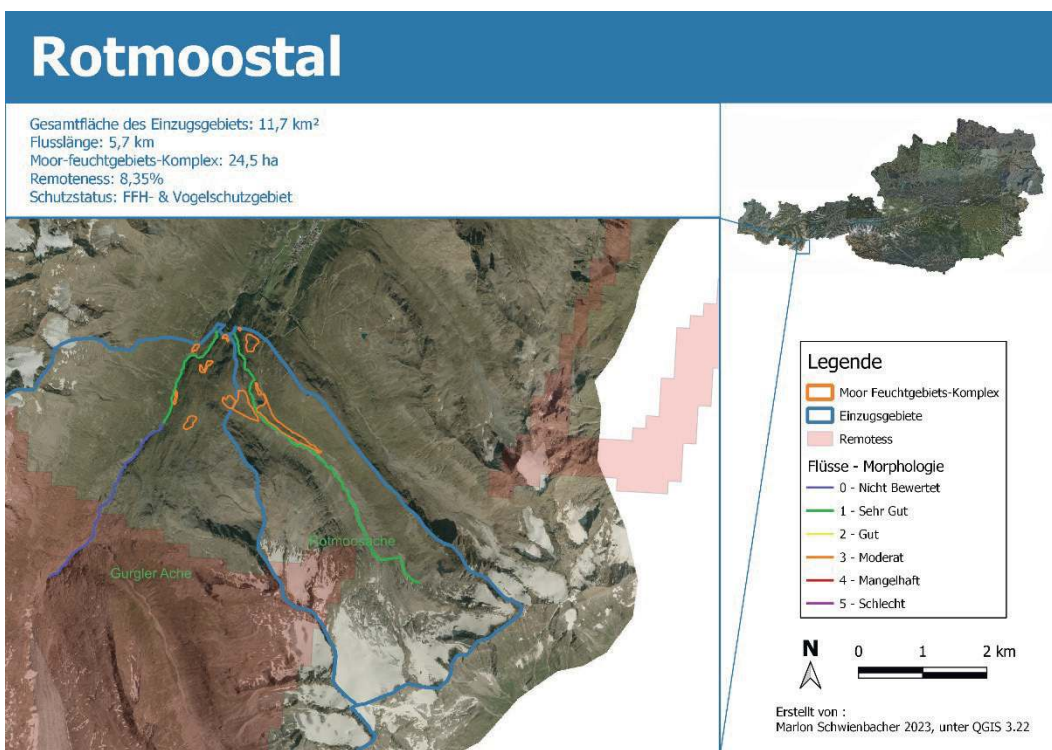 Rotmoostal
Gesamtfläche des Einzugsgebiets: 11,7 km²
Flusslänge: 5,7 km
Moor-feuchtgebiets-Komplex: 24,5 ha
Remoteness: 8,35%
Schutzstatus: FFH- & Vogelschutzgebiet
Rotmoosache
Gurgler Ache
Legende
Moor Feuchtgebiets-Komplex
Einzugsgebiete
Remotess
Flüsse - Morphologie
0 - Nicht Bewertet
1 - Sehr Gut
2 - Gut
3 - Moderat
4 - Mangelhaft
5 - Schlecht
N
0 1 2 km
Erstellt von :
Marlon Schwienbacher 2023, unter QGIS 3.22